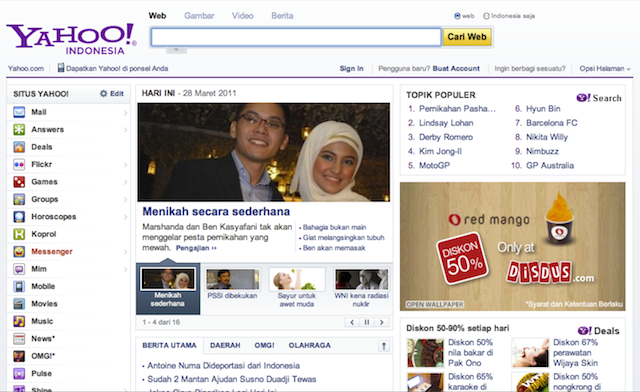 Web Gambar Video Berita
web Indonesia saja
YAHOO!
INDONESIA
Cari Web
Yahoo.com Dapatkan Yahoo! di ponsel Anda
Sign In Pengguna baru? Buat Account Ingin berbagi sesuatu? Opsi Halaman
SITUS YAHOO! Edit
Mail
Answers
Deals
Flickr
Games
Groups
Horoscopes
Koprol
Messenger
Mim
Mobile
Movies
Music
News*
OMG!*
Pulse
Shine
HARI INI - 28 Maret 2011
Menikah secara sederhana
Marshanda dan Ben Kasyafani tak akan
menggelar pesta pernikahan yang
mewah. Pengajian ››
• Bahagia bukan main
• Giat melangsingkan tubuh
• Ben akan memasak
Menikah
sederhana
PSSI dibekukan
Sayur untuk
awet muda
WNI kena radiasi
nuklir
1 - 4 dari 16
BERITA UTAMA DAERAH OMG! OLAHRAGA
• Antoine Numa Dideportasi dari Indonesia
• Sudah 2 Mantan Ajudan Susno Duadji Tewas
TOPIK POPULER
Y! Search
1. Pernikahan Pasha...
2. Lindsay Lohan
3. Derby Romero
4. Kim Jong-Il
5. MotoGP
6. Hyun Bin
7. Barcelona FC
8. Nikita Willy
9. Nimbuzz
10. GP Australia
red mango
DISKON
50%
Only at
DiSDUS.com
OPEN WALLPAPER
*Syarat dan Ketentuan Berlaku
Diskon 50-90% setiap hari
Y! Deals
Diskon 50%
nila bakar di
Pak Ono
Diskon 67%
perawatan
Wijaya Skin
Diskon 65%
karaoke di
Diskon 50%
nongkrong di